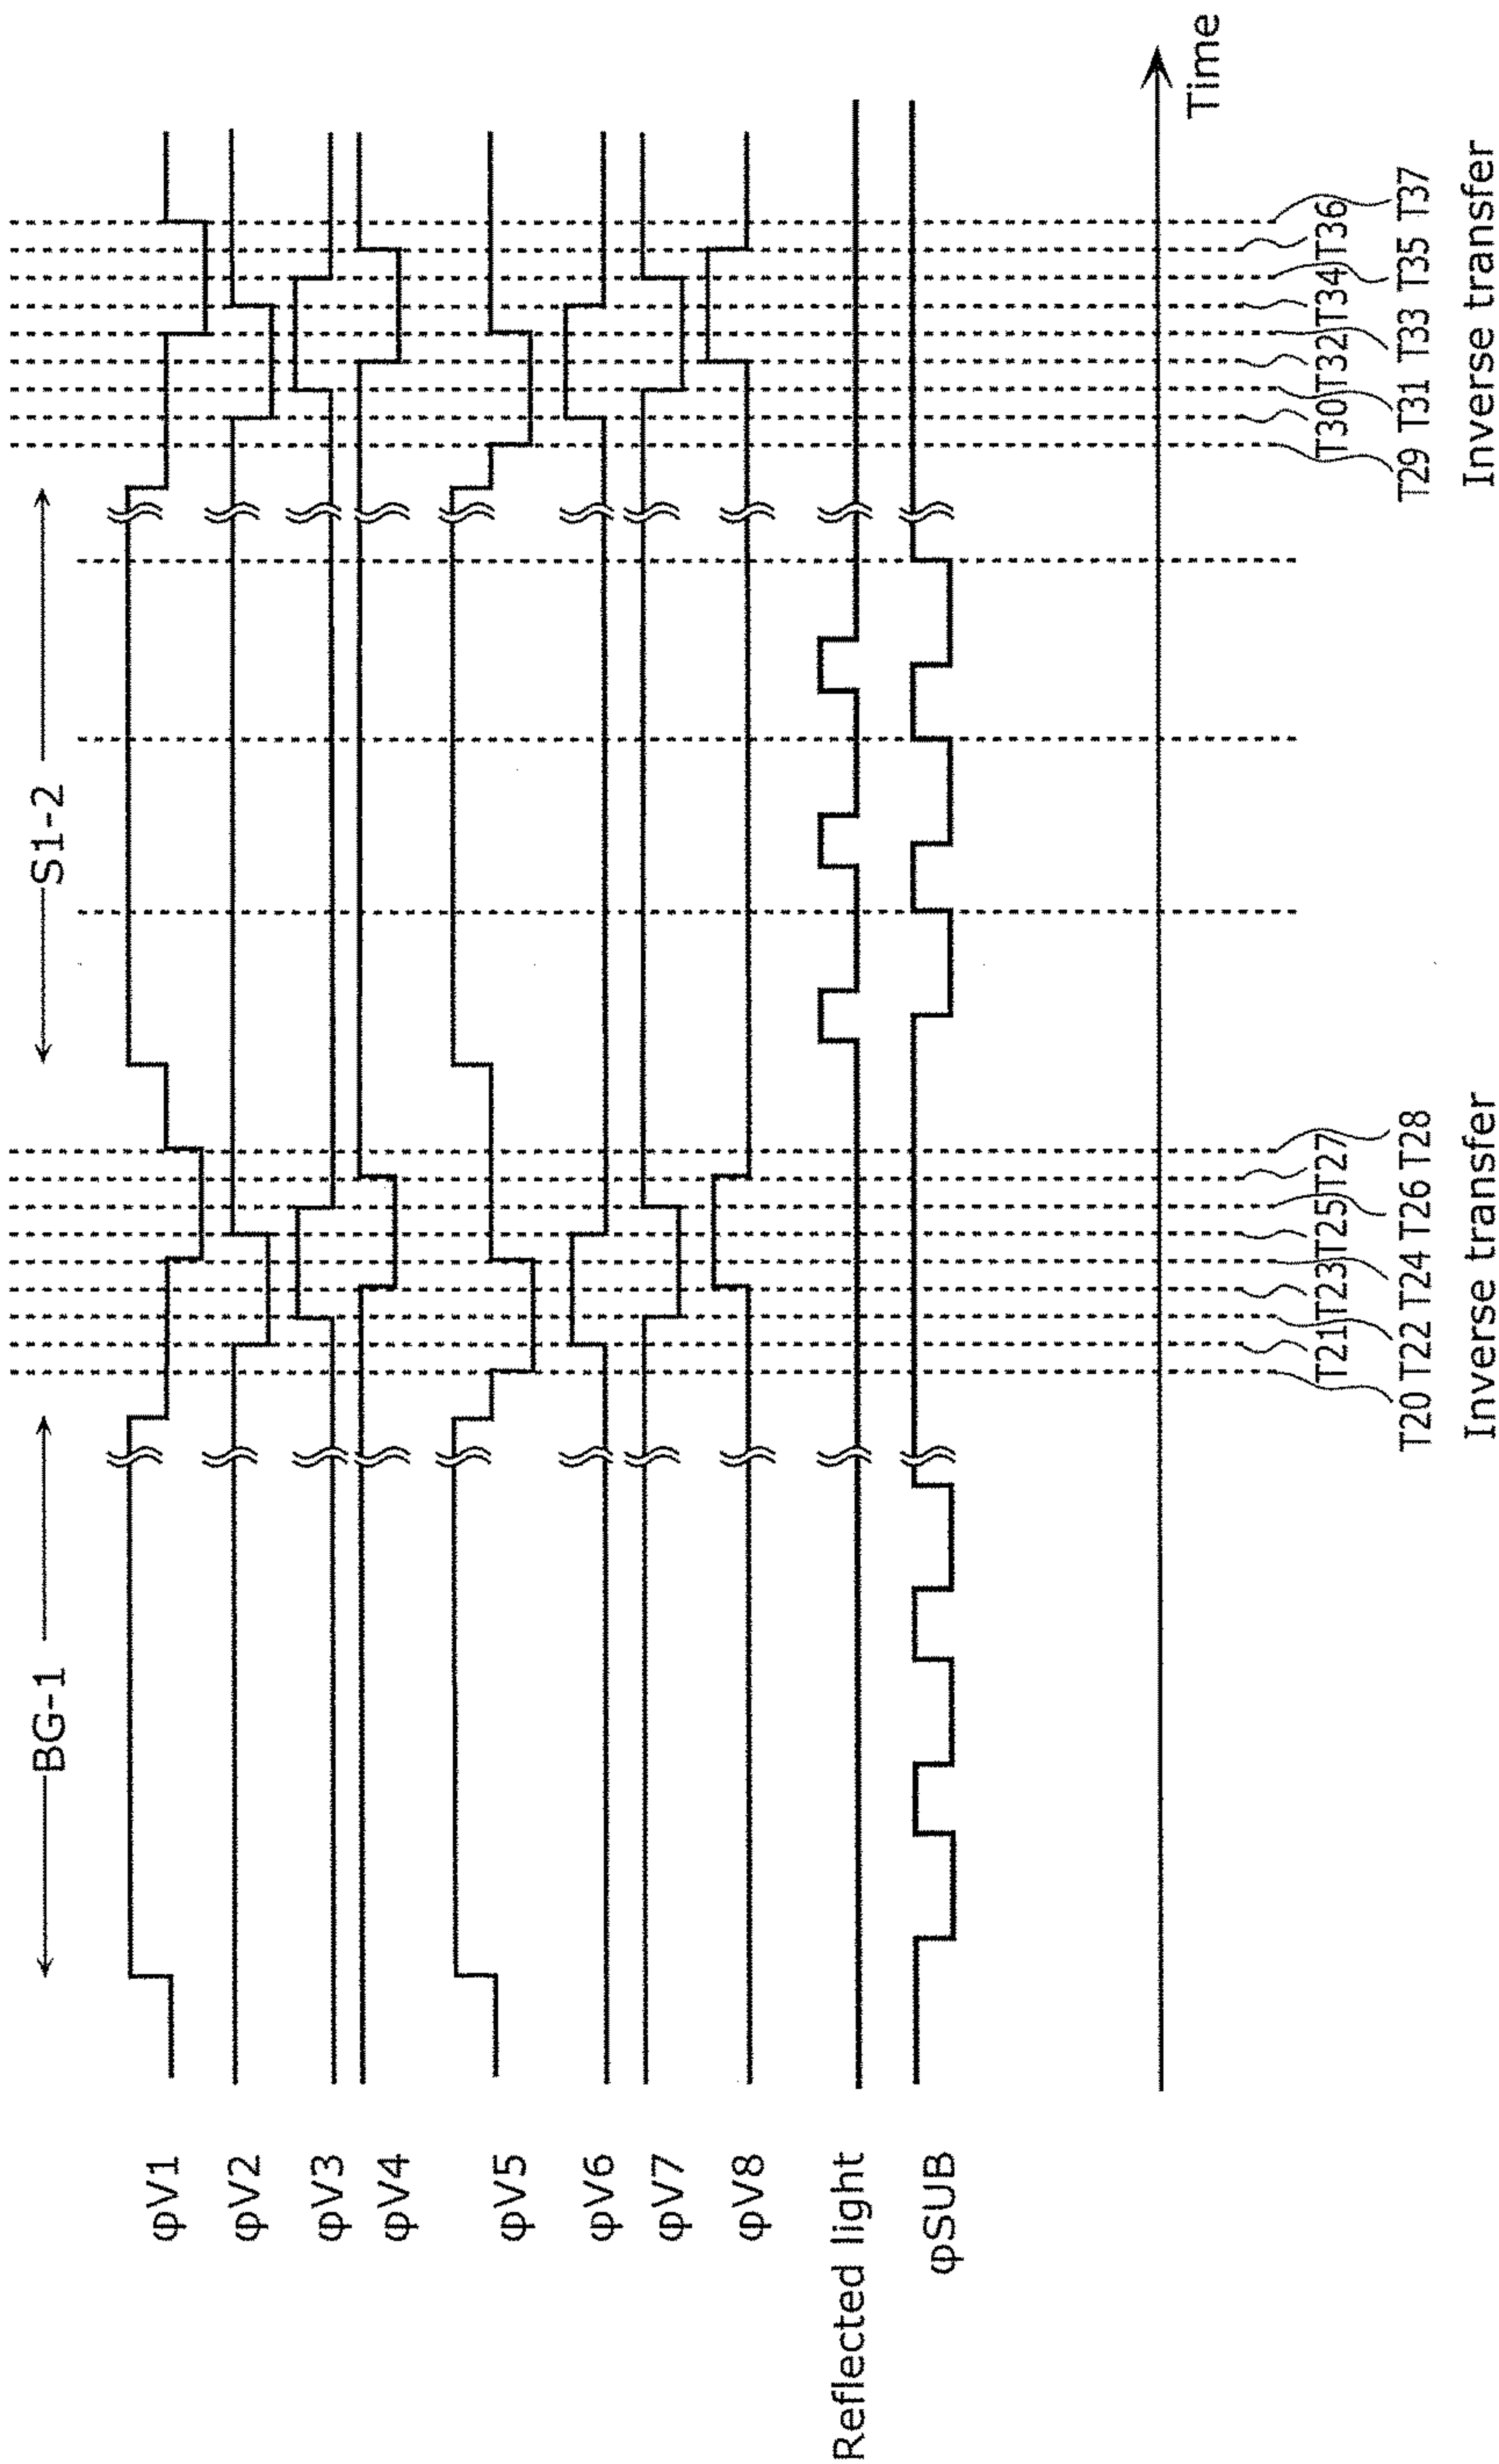 BG-1
S1-2
φV1
φV2
φV3
φV4
φV5
φV6
φV7
φV8
Reflected light
φSUB
Time
T21 T23 T25 T27
T20 T22 T24 T26 T28
Inverse transfer
T30 T32 T34 T36
T29 T31 T33 T35 T37
Inverse transfer